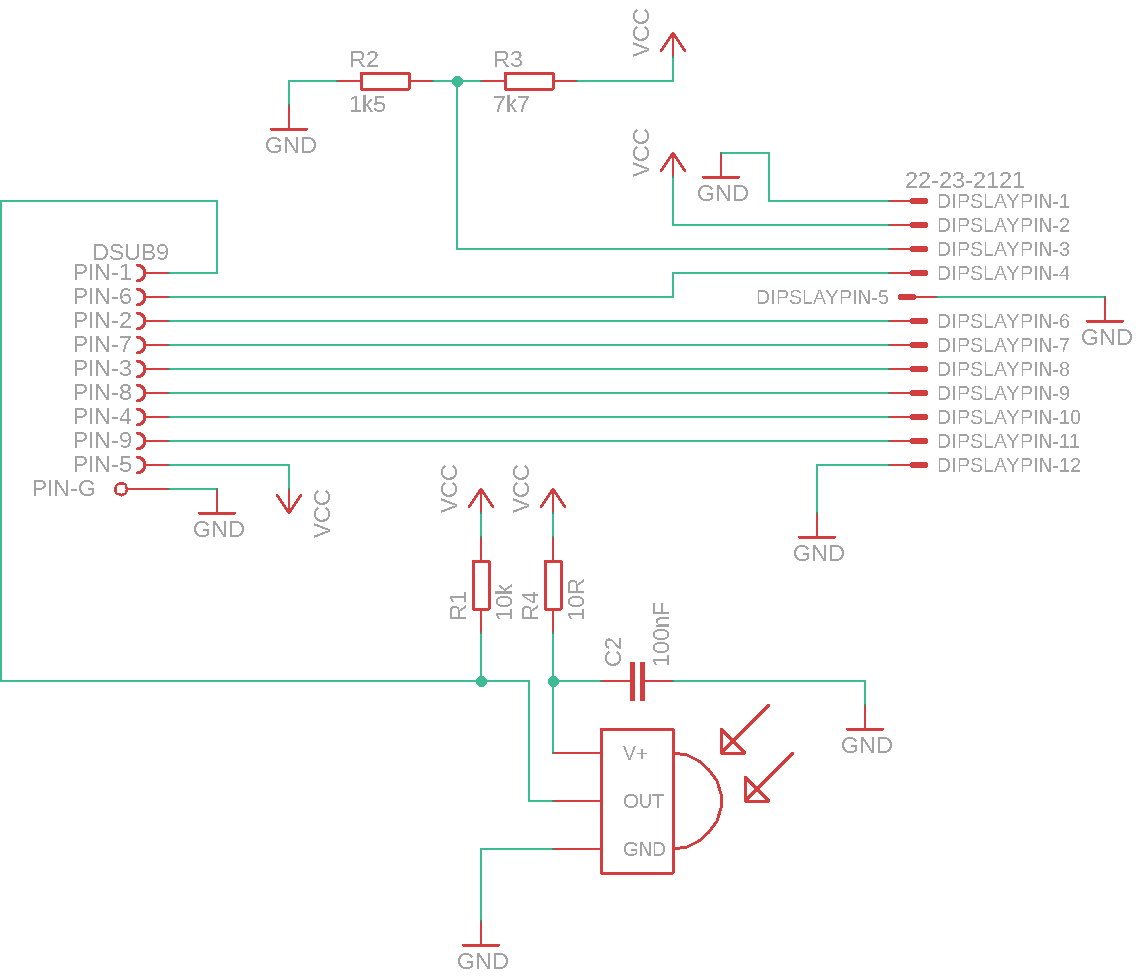 VCC
R2
R3
1k5
7k7
GND
VCC
GND
22-23-2121
DIPSLAYPIN-1
DIPSLAYPIN-2
DIPSLAYPIN-3
DIPSLAYPIN-4
DIPSLAYPIN-5
DIPSLAYPIN-6
DIPSLAYPIN-7
DIPSLAYPIN-8
DIPSLAYPIN-9
DIPSLAYPIN-10
DIPSLAYPIN-11
DIPSLAYPIN-12
GND
GND
DSUB9
PIN-1
PIN-6
PIN-2
PIN-7
PIN-3
PIN-8
PIN-4
PIN-9
PIN-5
PIN-G
GND
VCC
VCC
VCC
R1
10k
R4
10R
C2
100nF
GND
V+
OUT
GND
GND